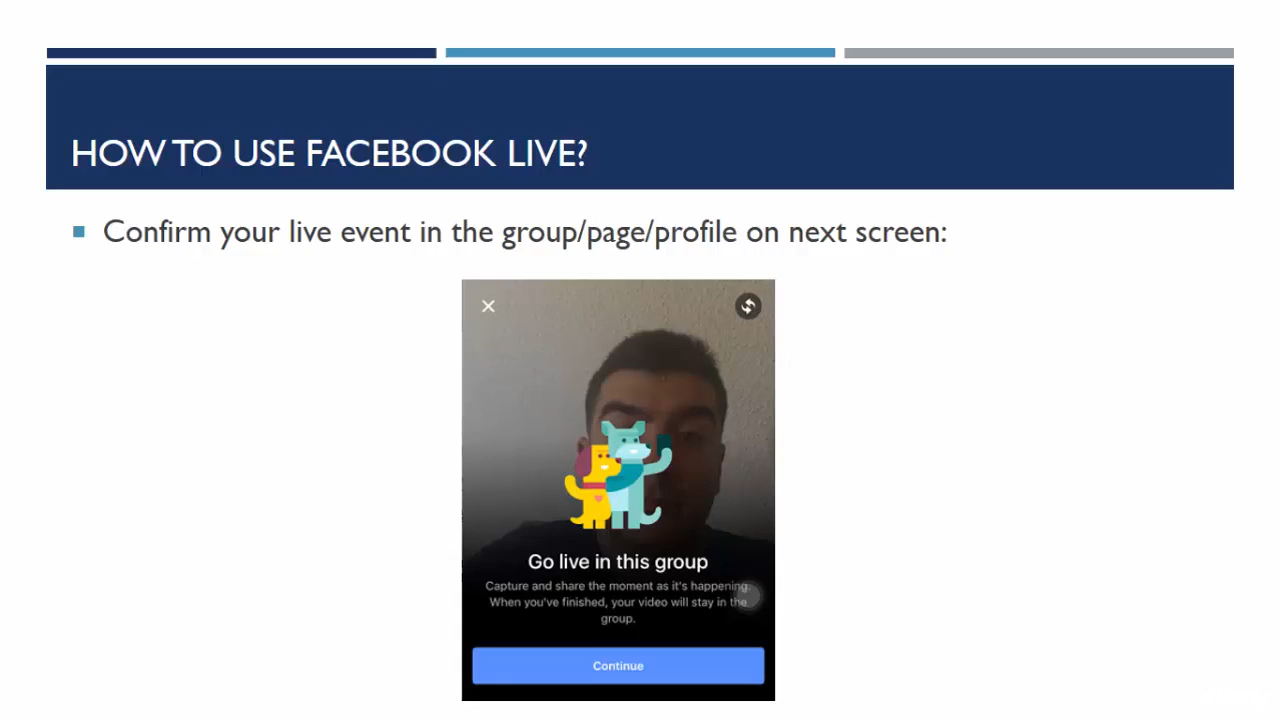 HOW TO USE FACEBOOK LIVE?
Confirm your live event in the group/page/profile on next screen:
Go live in this group
Capture and share the moment as it's happening.
When you've finished, your video will stay in the
group.
Continue